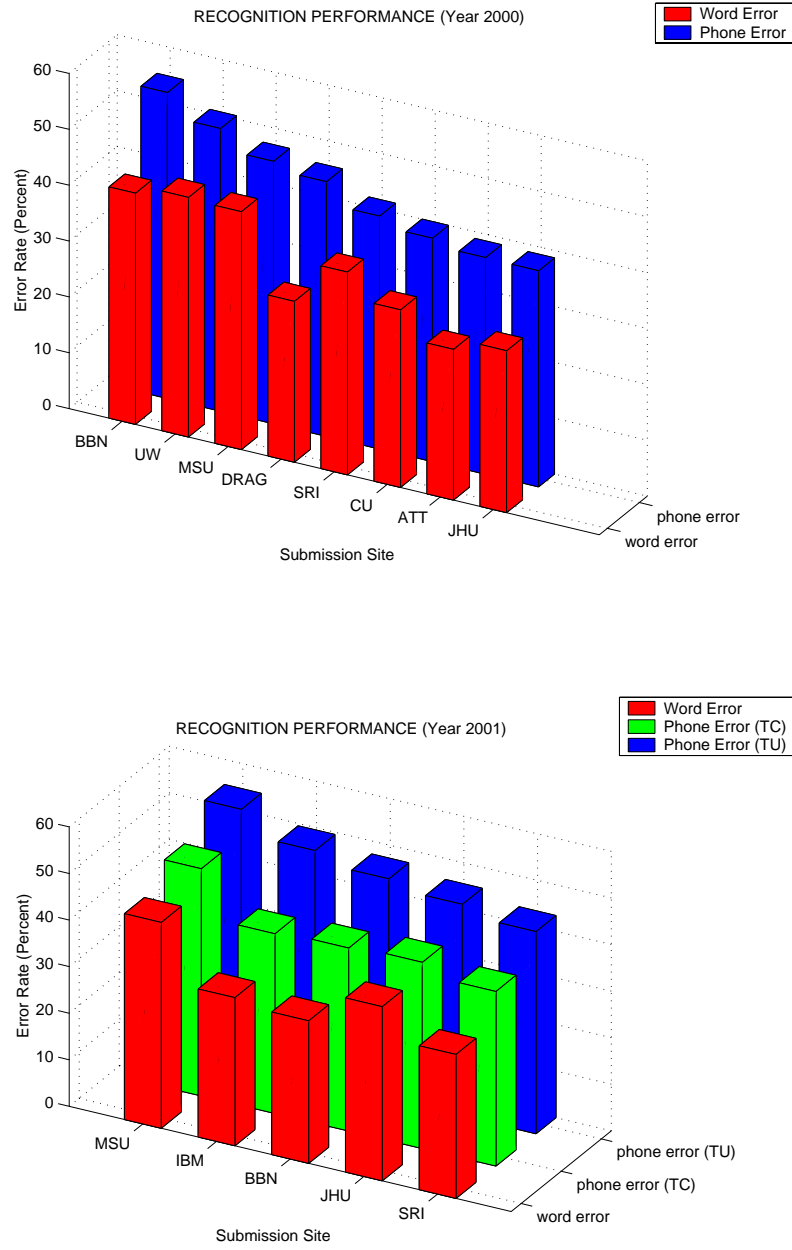 RECOGNITION PERFORMANCE (Year 2000)
Word Error
Phone Error
60
50
40
30
20
10
0
Error Rate (Percent)
BBN
UW
MSU
DRAG
SRI
CU
ATT
JHU
phone error
word error
Submission Site
RECOGNITION PERFORMANCE (Year 2001)
Word Error
Phone Error (TC)
Phone Error (TU)
60
50
40
30
20
10
0
Error Rate (Percent)
MSU
IBM
BBN
JHU
SRI
phone error (TU)
phone error (TC)
word error
Submission Site